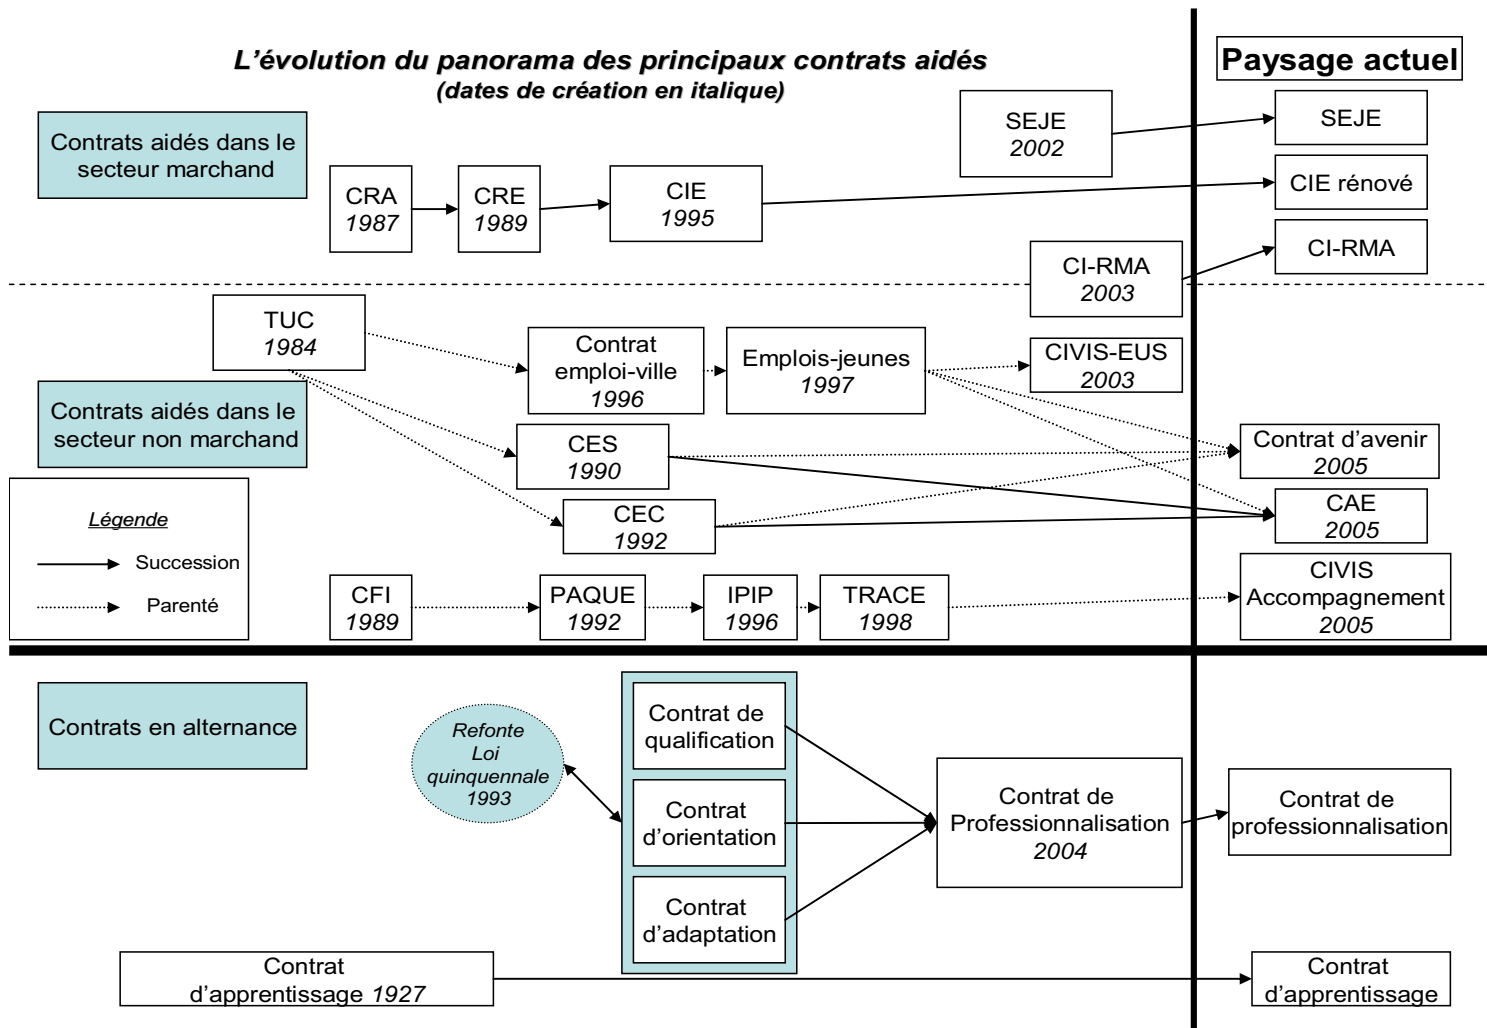 L’évolution du panorama des principaux contrats aidés
(dates de création en italique)
Paysage actuel
Contrats aidés dans le
secteur marchand
SEJE
2002
SEJE
CRA
1987
CRE
1989
CIE
1995
CIE rénové
CI-RMA
2003
CI-RMA
TUC
1984
Contrat
emploi-ville
1996
Emplois-jeunes
1997
CIVIS-EUS
2003
Contrats aidés dans le
secteur non marchand
CES
1990
Contrat d’avenir
2005
CEC
1992
CAE
2005
Légende
Succession
Parenté
CFI
1989
PAQUE
1992
IPIP
1996
TRACE
1998
CIVIS
Accompagnement
2005
Contrats en alternance
Refonte
Loi
quinquennale
1993
Contrat de
qualification
Contrat
d’orientation
Contrat
d’adaptation
Contrat de
Professionnalisation
2004
Contrat de
professionnalisation
Contrat
d’apprentissage 1927
Contrat
d’apprentissage